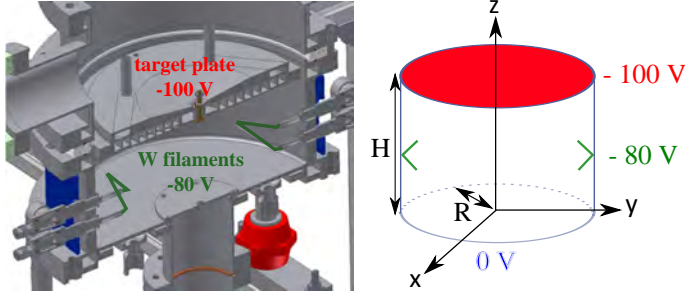 target plate
-100 V
W filaments
-80 V
z
- 100 V
H
- 80 V
R
y
x
0 V